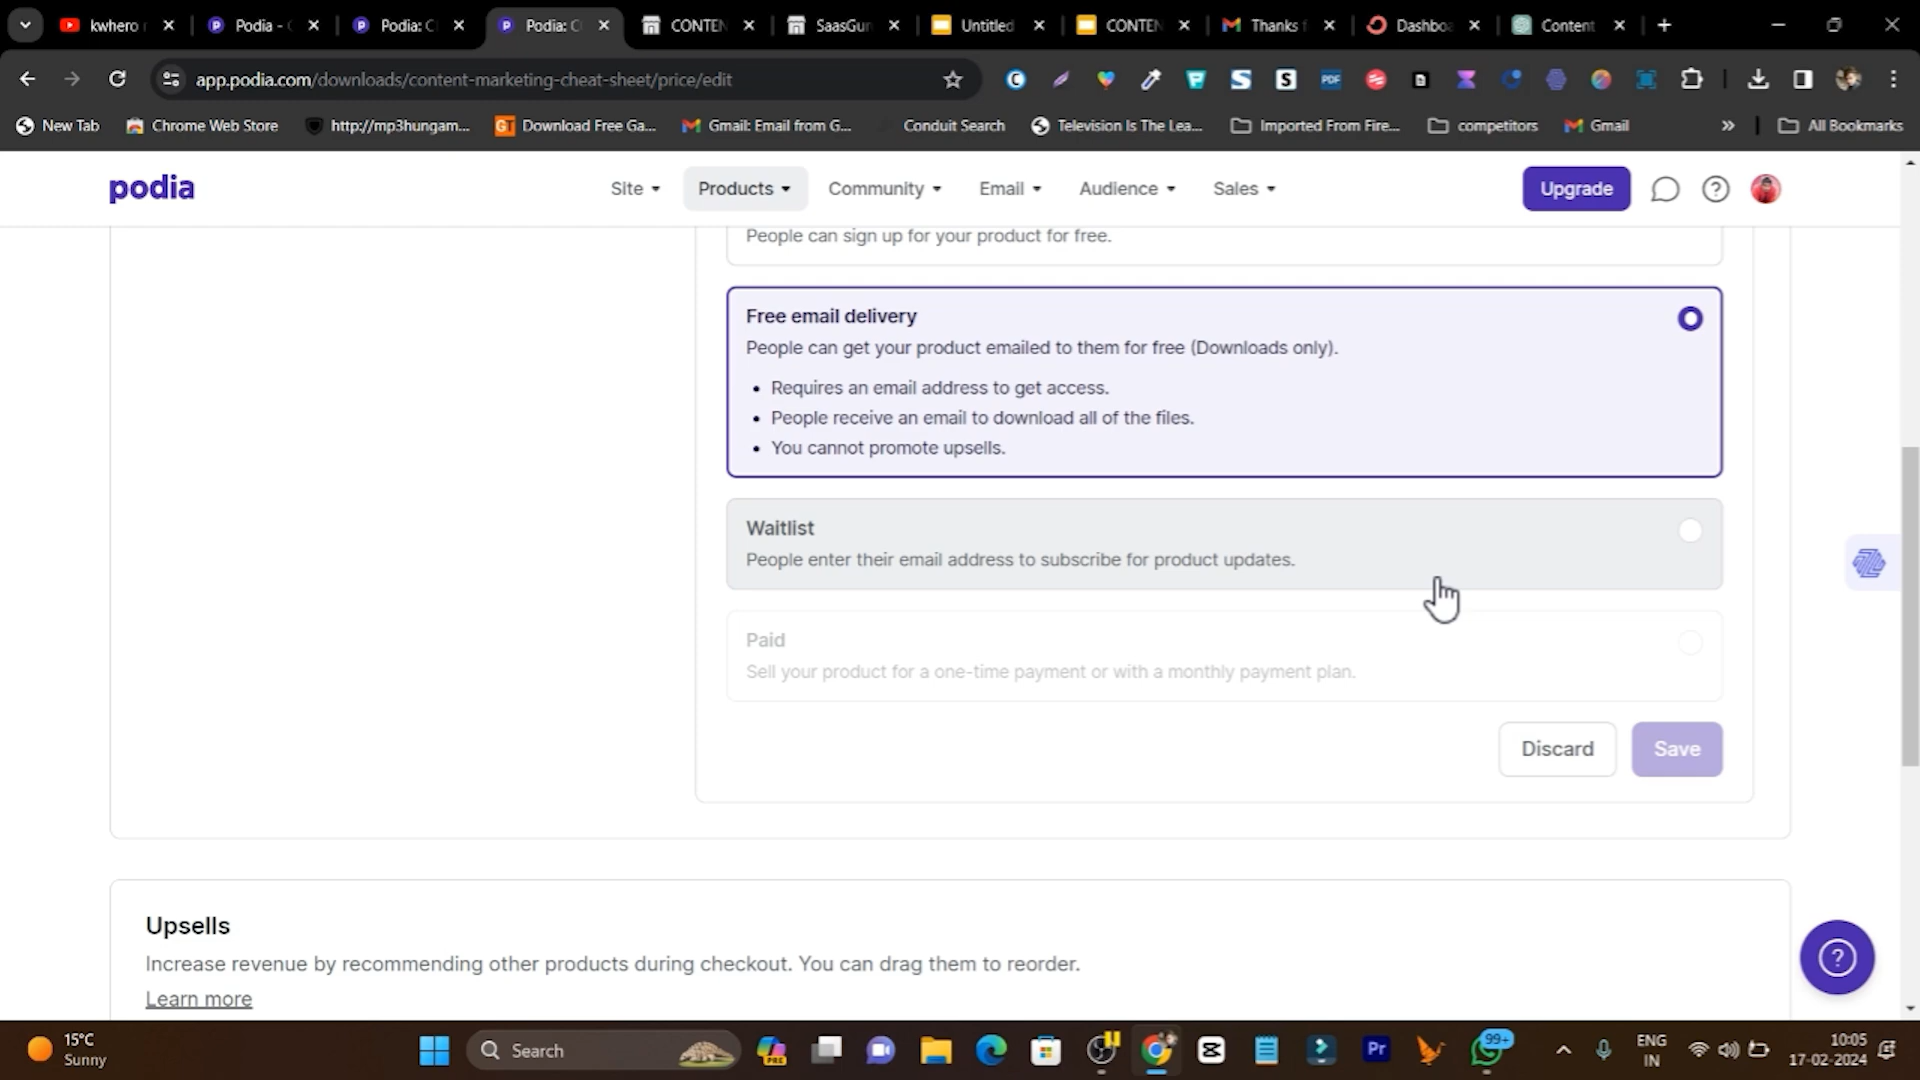 kwhero
Podia -
Podia: C
Podia: C
CONTEN
SaasGur
Untitled
CONTEN
Thanks f
Dashbo
Content
app.podia.com/downloads/content-marketing-cheat-sheet/price/edit
New Tab
Chrome Web Store
http://mp3hungam...
GT
Download Free Ga...
Gmail: Email from G...
Conduit Search
Television Is The Lea...
Imported From Fire...
competitors
Gmail
All Bookmarks
podia
Site
Products
Community
Email
Audience
Sales
Upgrade
People can sign up for your product for free.
Free email delivery
People can get your product emailed to them for free (Downloads only).
• Requires an email address to get access.
• People receive an email to download all of the files.
• You cannot promote upsells.
Waitlist
People enter their email address to subscribe for product updates.
Paid
Sell your product for a one-time payment or with a monthly payment plan.
Discard
Save
Upsells
Increase revenue by recommending other products during checkout. You can drag them to reorder.
Learn more
15°C
Sunny
Search
PRE
Pr
99+
ENG
IN
10:05
17-02-2024